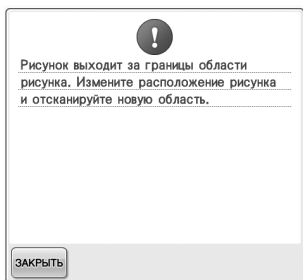 Рисунок выходит за границы области
рисунка. Измените расположение рисунка
и отсканируйте новую область.
ЗАКРЫТЬ